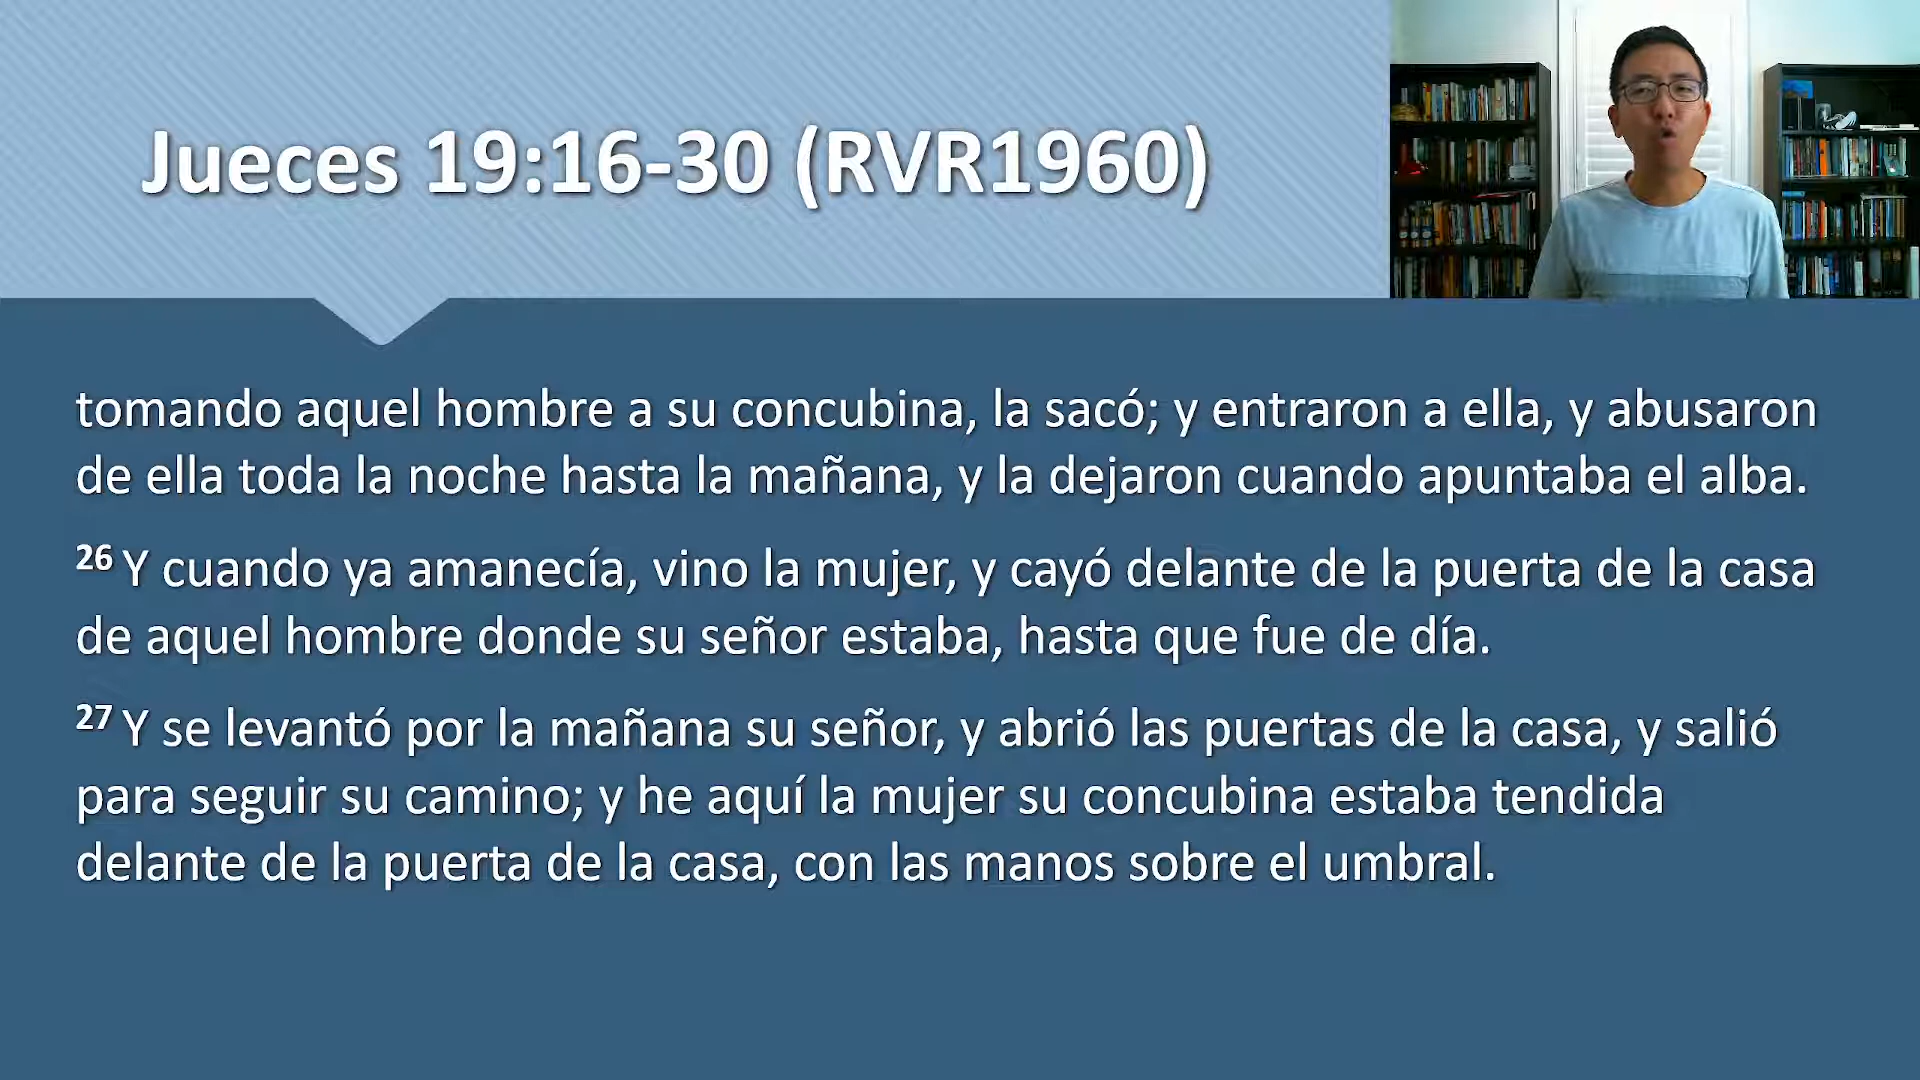 Jueces 19:16-30 (RVR1960)
tomando aquel hombre a su concubina, la sacó; y entraron a ella, y abusaron
de ella toda la noche hasta la mañana, y la dejaron cuando apuntaba el alba.
26 Y cuando ya amanecía, vino la mujer, y cayó delante de la puerta de la casa
de aquel hombre donde su señor estaba, hasta que fue de día.
27 Y se levantó por la mañana su señor, y abrió las puertas de la casa, y salió
para seguir su camino; y he aquí la mujer su concubina estaba tendida
delante de la puerta de la casa, con las manos sobre el umbral.